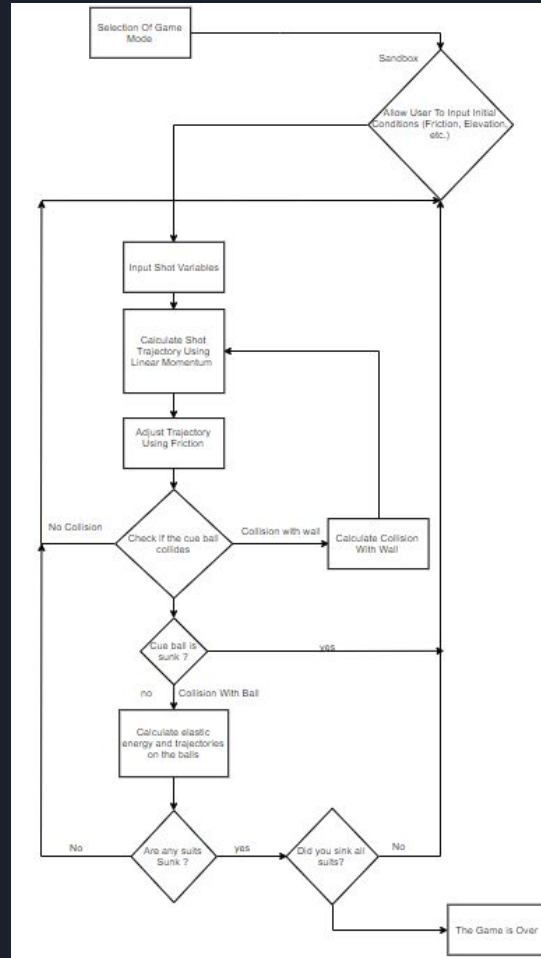 Selection Of Game
Mode
Sandbox
Allow User To Input Initial
Conditions (Friction, Elevation,
etc.)
Input Shot Variables
Calculate Shot
Trajectory Using
Linear Momentum
Adjust Trajectory
Using Friction
No Collision
Check if the cue ball
collides
Collision with wall
Calculate Collision
With Wall
Cue ball is
sunk ?
yes
no
Collision With Ball
Calculate elastic
energy and trajectories
on the balls
No
Are any suits
Sunk ?
yes
Did you sink all
suits?
No
The Game is Over